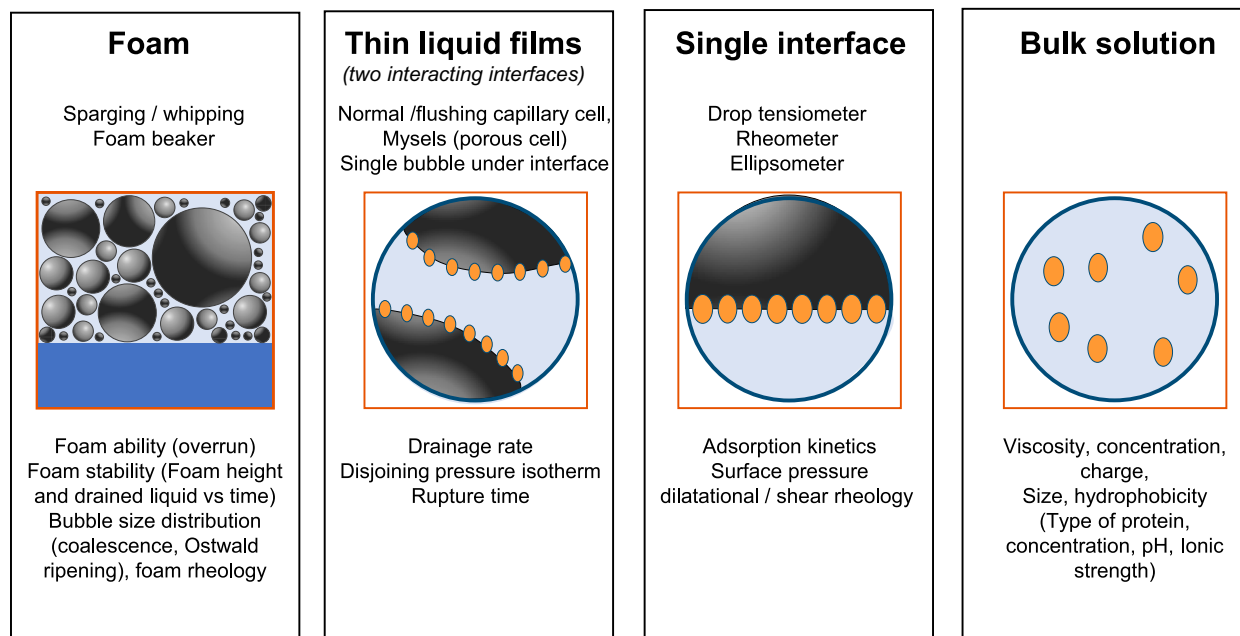 Foam
Sparging / whipping
Foam beaker
Foam ability (overrun)
Foam stability (Foam height
and drained liquid vs time)
Bubble size distribution
(coalescence, Ostwald
ripening), foam rheology
Thin liquid films
(two interacting interfaces)
Normal /flushing capillary cell,
Mysels (porous cell)
Single bubble under interface
Drainage rate
Disjoining pressure isotherm
Rupture time
Single interface
Drop tensiometer
Rheometer
Ellipsometer
Adsorption kinetics
Surface pressure
dilatational / shear rheology
Bulk solution
Viscosity, concentration,
charge,
Size, hydrophobicity
(Type of protein,
concentration, pH, Ionic
strength)